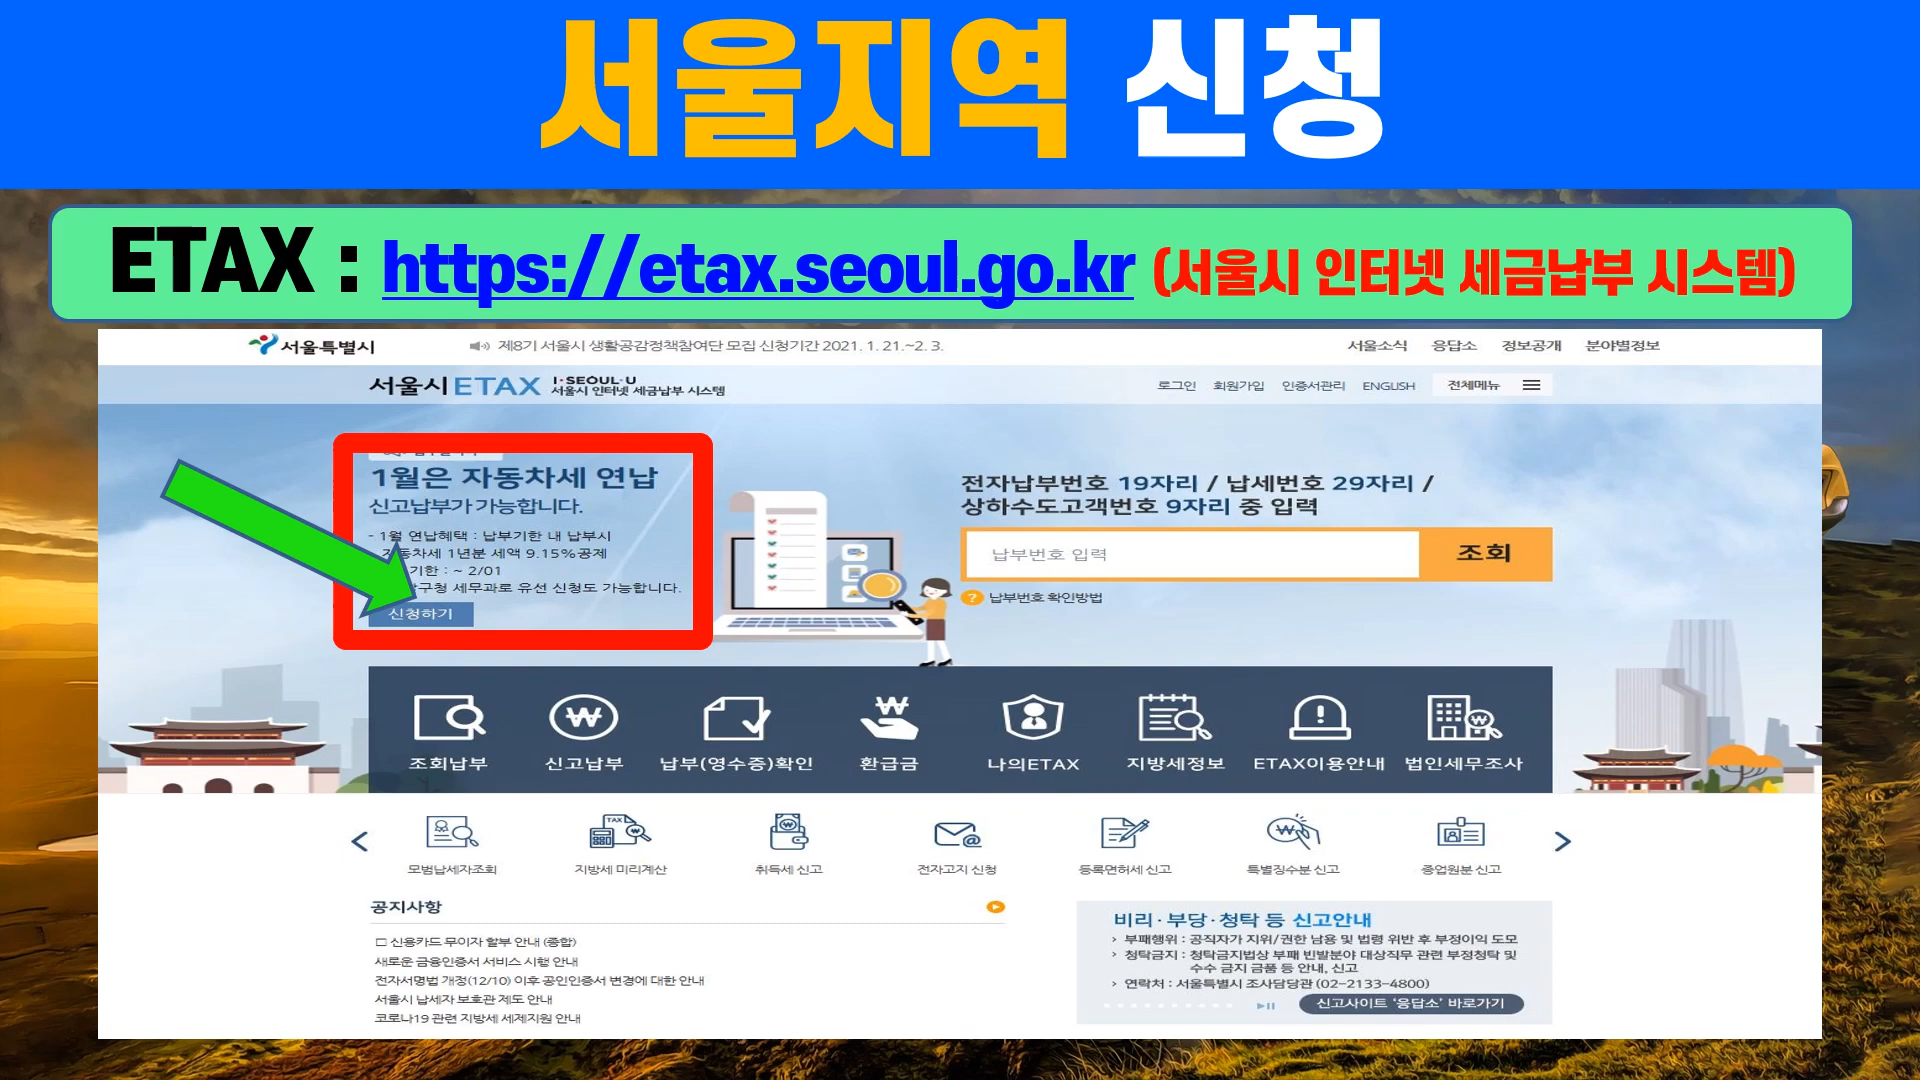 서울지역 신청
ETAX : https://etax.seoul.go.kr (서울시 인터넷 세금납부 시스템)
서울특별시
제8기 서울시 생활공감정책참여단 모집 신청기간 2021. 1. 21.~2. 3.
서울소식 응답소 정보공개 분야별정보
서울시 ETAX I·SEOUL·U
서울시 인터넷 세금납부 시스템
로그인 회원가입 인증서관리 ENGLISH 전체메뉴
1월은 자동차세 연납
신고납부가 가능합니다.
- 1월 연납혜택 : 납부기한 내 납부시
자동차세 1년분 세액 9.15%공제
기한 : ~ 2/01
구청 세무과로 유선 신청도 가능합니다.
신청하기
전자납부번호 19자리 / 납세번호 29자리 /
상하수도고객번호 9자리 중 입력
납부번호 입력
조회
? 납부번호 확인방법
조회납부 신고납부 납부(영수증)확인 환급금 나의ETAX 지방세정보 ETAX이용안내 법인세무조사
TAX
모범납세자조회 지방세 미리계산 취득세 신고 전자고지 신청 등록면허세 신고 특별징수분 신고 종업원분 신고
공지사항
□ 신용카드 무이자 할부 안내 (종합)
새로운 금융인증서 서비스 시행 안내
전자서명법 개정(12/10) 이후 공인인증서 변경에 대한 안내
서울시 납세자 보호관 제도 안내
코로나19 관련 지방세 세제지원 안내
비리·부당·청탁 등 신고안내
› 부패행위 : 공직자가 지위/권한 남용 및 법령 위반 후 부정이익 도모
› 청탁금지 : 청탁금지법상 부패 빈발분야 대상직무 관련 부정청탁 및
수수 금지 금품 등 안내, 신고
› 연락처 : 서울특별시 조사담당관 (02-2133-4800)
신고사이트 '응답소' 바로가기